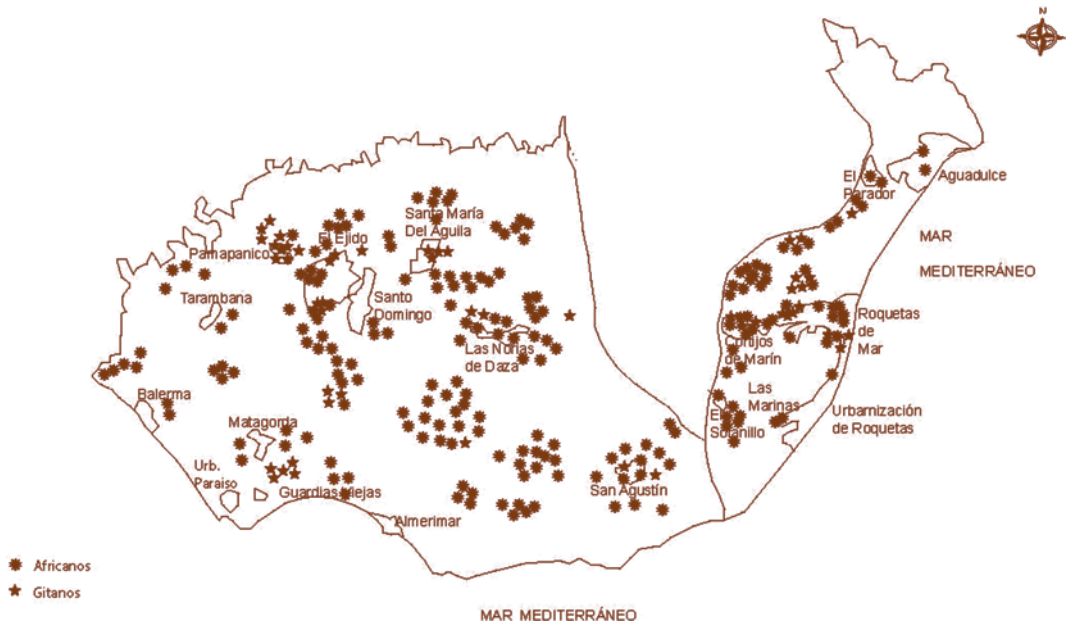 N
El
Parador
Aguadulce
Santa María
Del Aguila
El Ejido
Pampanico
MAR
MEDITERRÁNEO
Tarambana
Santo
Domingo
Roquetas
de
Mar
Cortijos
de Marín
Las Norias
de Daza
Balerma
Las
Marinas
El
Solanillo
Urbarnización
de Roquetas
Matagorda
Urb.
Paraiso
Guardias Viejas
San Agustín
Almerimar
Africanos
Gitanos
MAR MEDITERRÁNEO